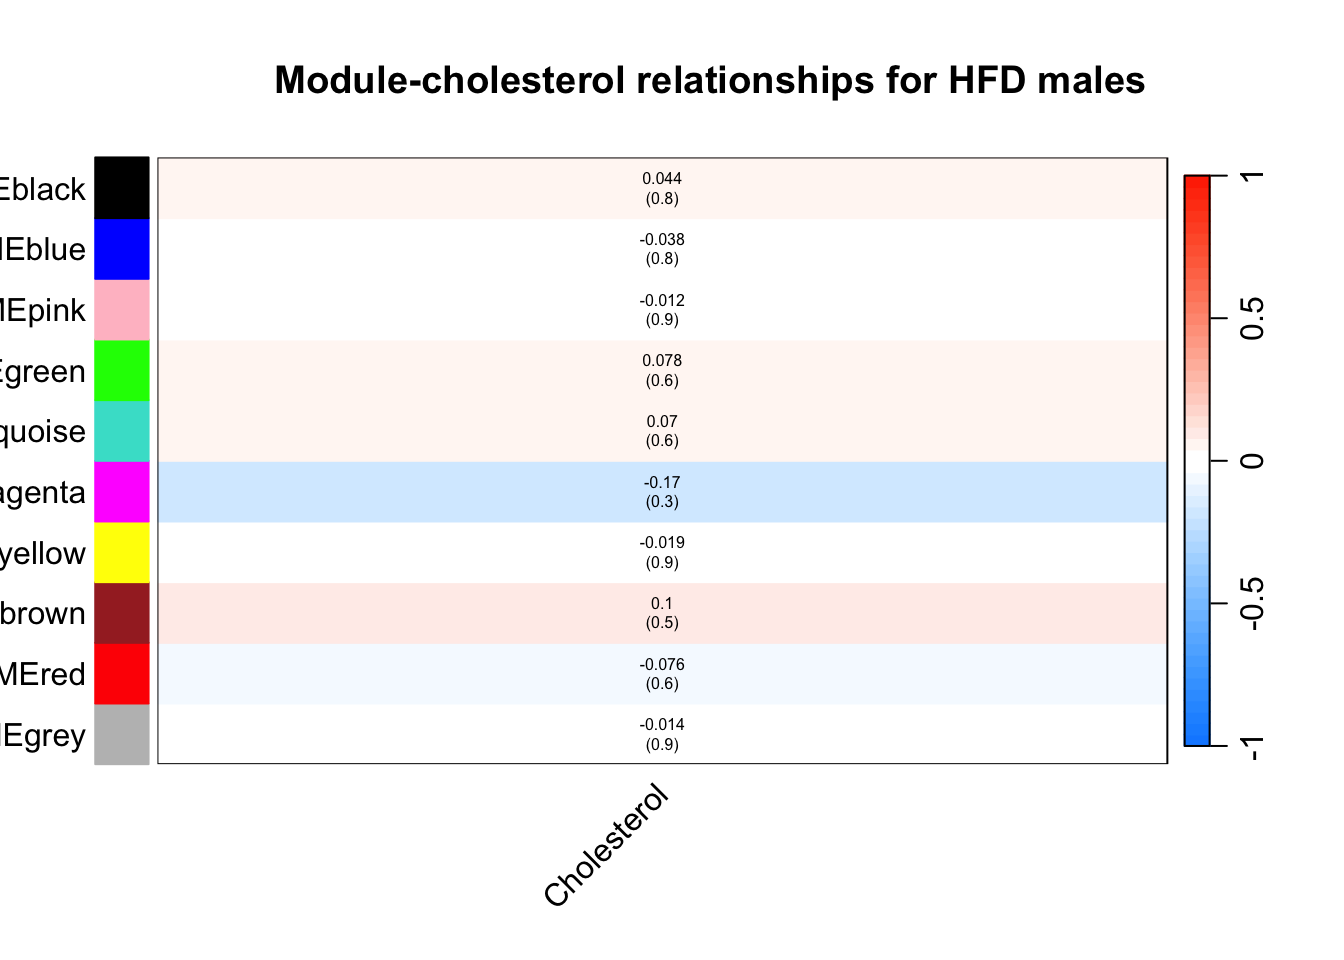 Module-cholesterol relationships for HFD males
Eblack
Eblue
MEpink
Egreen
quoise
agenta
yellow
brown
MEred
Egrey
0.044
(0.8)
-0.038
(0.8)
-0.012
(0.9)
0.078
(0.6)
0.07
(0.6)
-0.17
(0.3)
-0.019
(0.9)
0.1
(0.5)
-0.076
(0.6)
-0.014
(0.9)
1
0.5
0
-0.5
-1
Cholesterol